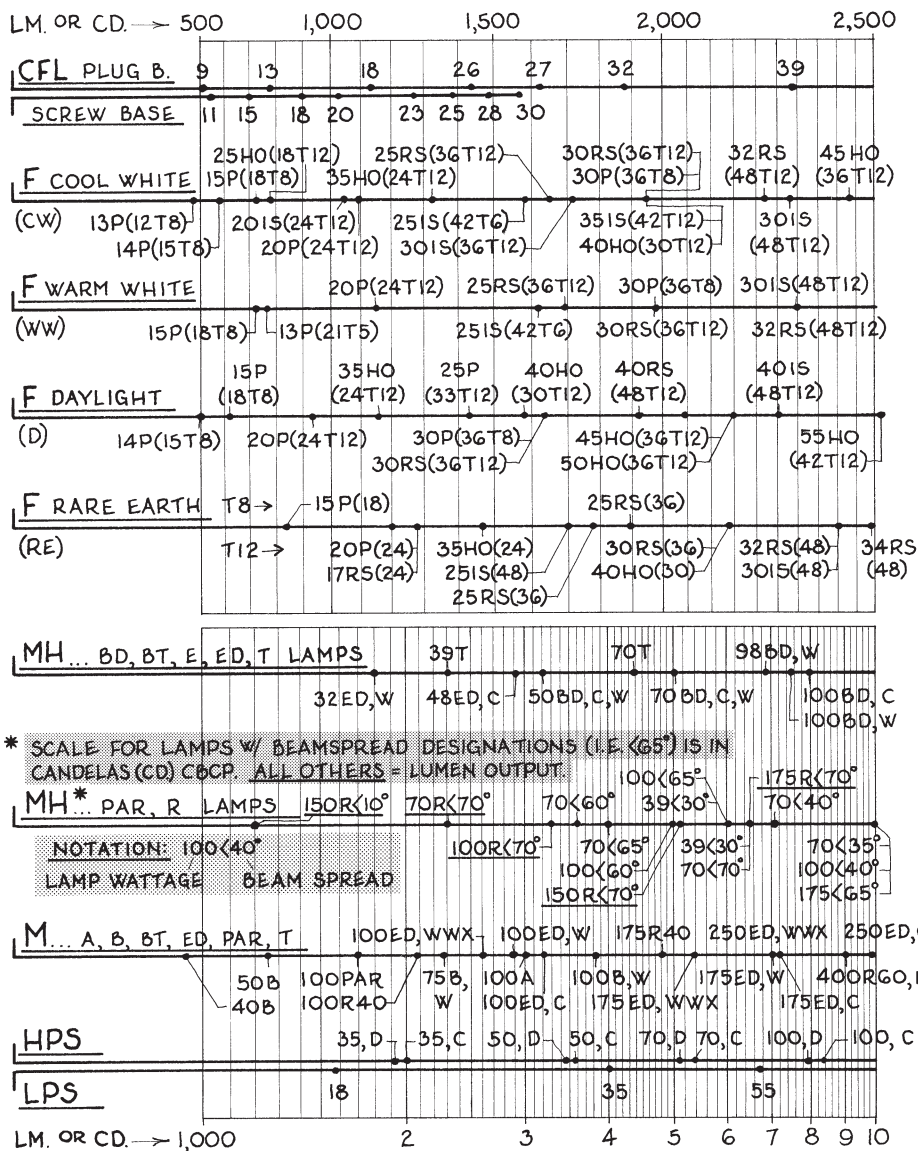 LM. OR CD. → 500 1,000 1,500 2,000 2,500
CFL PLUG B. 9 13 18 26 27 32 39
SCREW BASE 11 15 18 20 23 25 28 30
25HO(18T12) 25RS(36T12) 30RS(36T12) 32RS 45HO
F COOL WHITE 15P(18T8) 35HO(24T12) 30P(36T8) (48T12) (36T12)
(CW) 13P(12T8) 20IS(24T12) 25IS(42T6) 35IS(42T12) 30IS
14P(15T8) 20P(24T12) 30IS(36T12) 40HO(30T12) (48T12)
F WARM WHITE 20P(24T12) 25RS(36T12) 30P(36T8) 30IS(48T12)
(WW) 15P(18T8) 13P(21T5) 25IS(42T6) 30RS(36T12) 32RS(48T12)
15P 35HO 25P 40HO 40RS 40IS
F DAYLIGHT (18T8) (24T12) (33T12) (30T12) (48T12) (48T12)
(D) 14P(15T8) 20P(24T12) 30P(36T8) 45HO(36T12) 55HO
30RS(36T12) 50HO(36T12) (42T12)
F RARE EARTH T8 → 15P(18) 25RS(36)
(RE) T12 → 20P(24) 35HO(24) 30RS(36) 32RS(48) 34RS
17RS(24) 25IS(48) 40HO(30) 30IS(48) (48)
25RS(36)
MH... BD, BT, E, ED, T LAMPS 39T 70T 98BD,W
32ED,W 48ED,C 50BD,C,W 70BD,C,W 100BD,C
100BD,W
* SCALE FOR LAMPS W/ BEAMSPREAD DESIGNATIONS (I.E.<65°) IS IN
CANDELAS (CD) CBCP. ALL OTHERS = LUMEN OUTPUT.
100<65° 175R<70°
MH* PAR, R LAMPS 150R<10° 70R<70° 70<60° 39<30° 70<40°
NOTATION: 100<40° 100R<70° 70<65° 39<30° 70<35°
LAMP WATTAGE BEAM SPREAD 100<60° 70<70° 100<40°
150R<70° 175<65°
M... A, B, BT, ED, PAR, T 100ED,WWX 100ED,W 175R40 250ED,WWX 250ED,
50B 100PAR 75B, 100A 100B,W 175ED,W 400R60,
40B 100R40 W 100ED,C 175ED,WWX 175ED,C
HPS 35,D 35,C 50,D 50,C 70,D 70,C 100,D 100,C
LPS 18 35 55
LM. OR CD. → 1,000 2 3 4 5 6 7 8 9 10